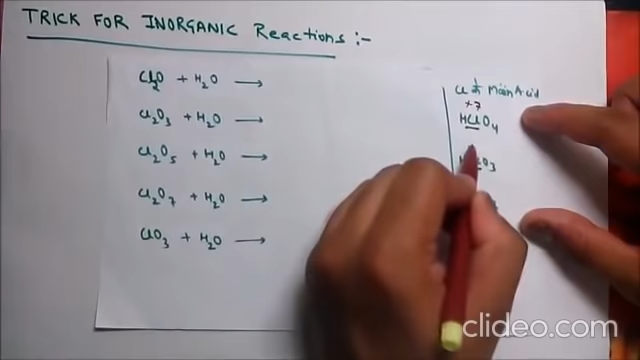 TRICK FOR INORGANIC Reactions :-
Cl₂O + H₂O →
Cl₂O₃ + H₂O →
Cl₂O₅ + H₂O →
Cl₂O₇ + H₂O →
ClO₃ + H₂O →
Cl Main Acid
+7
HClO₄
O₃
clideo.com